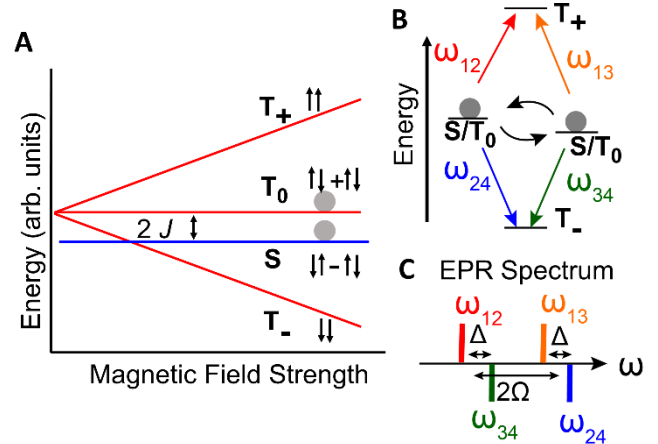 A
Energy (arb. units)
T+ ↑↑
T0 ↑↓+↑↓
2 J
S ↓↑−↑↓
T- ↓↓
Magnetic Field Strength
B
Energy
T+
ω12
ω13
S/T0
S/T0
ω24
ω34
T-
C
EPR Spectrum
ω12
ω13
Δ
Δ
ω
2Ω
ω34
ω24